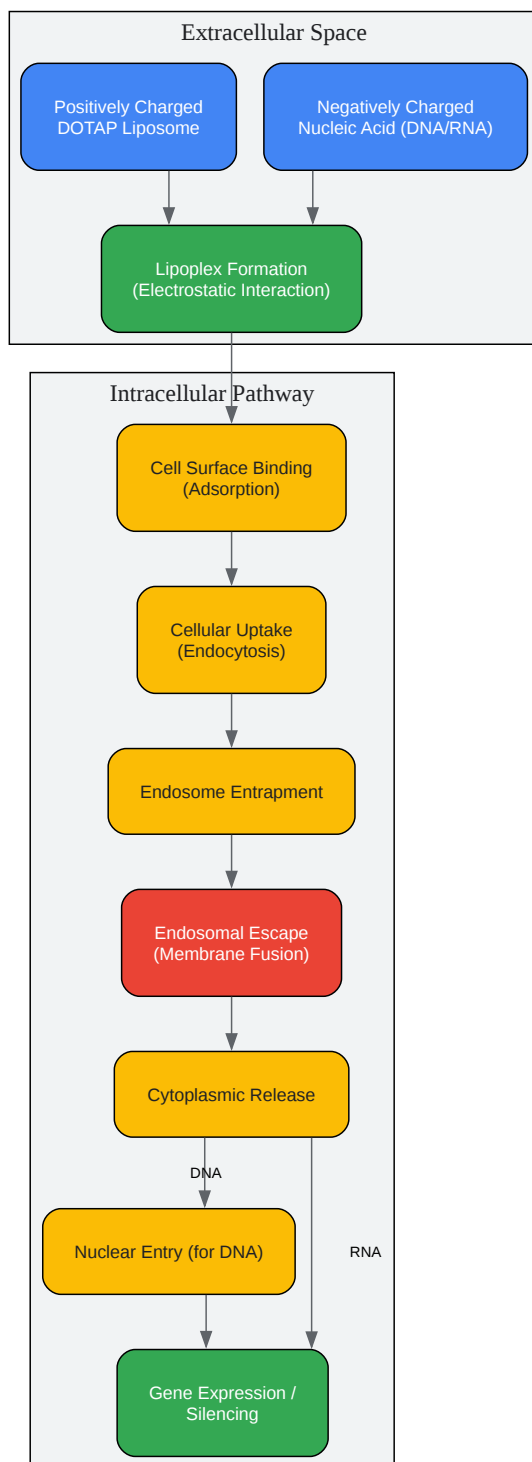 Extracellular Space
Positively Charged
DOTAP Liposome
Negatively Charged
Nucleic Acid (DNA/RNA)
Lipoplex Formation
(Electrostatic Interaction)
Intracellular Pathway
Cell Surface Binding
(Adsorption)
Cellular Uptake
(Endocytosis)
Endosome Entrapment
Endosomal Escape
(Membrane Fusion)
Cytoplasmic Release
DNA
Nuclear Entry (for DNA)
RNA
Gene Expression /
Silencing